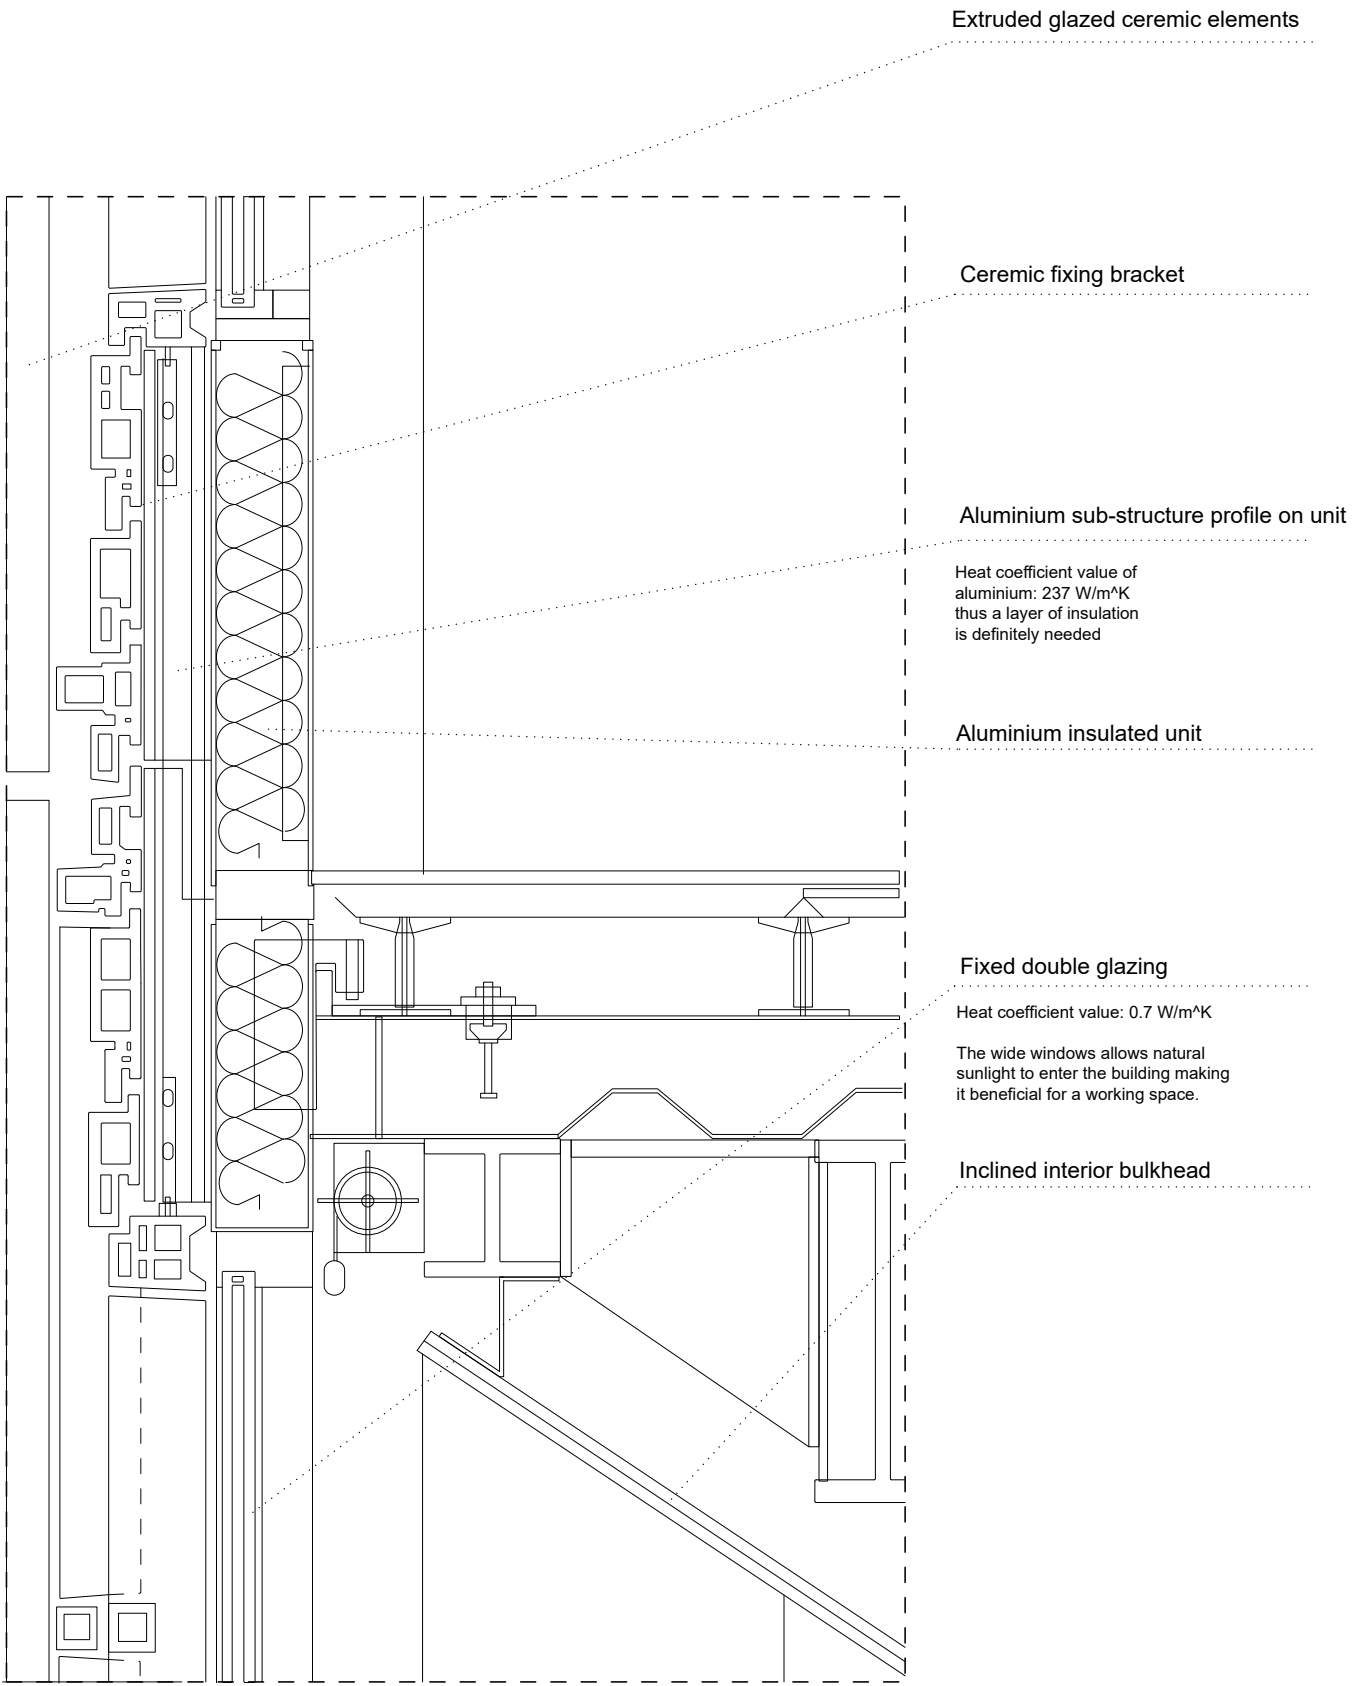 Extruded glazed ceremic elements
Ceremic fixing bracket
Aluminium sub-structure profile on unit
Heat coefficient value of
aluminium: 237 W/m^K
thus a layer of insulation
is definitely needed
Aluminium insulated unit
Fixed double glazing
Heat coefficient value: 0.7 W/m^K
The wide windows allows natural
sunlight to enter the building making
it beneficial for a working space.
Inclined interior bulkhead